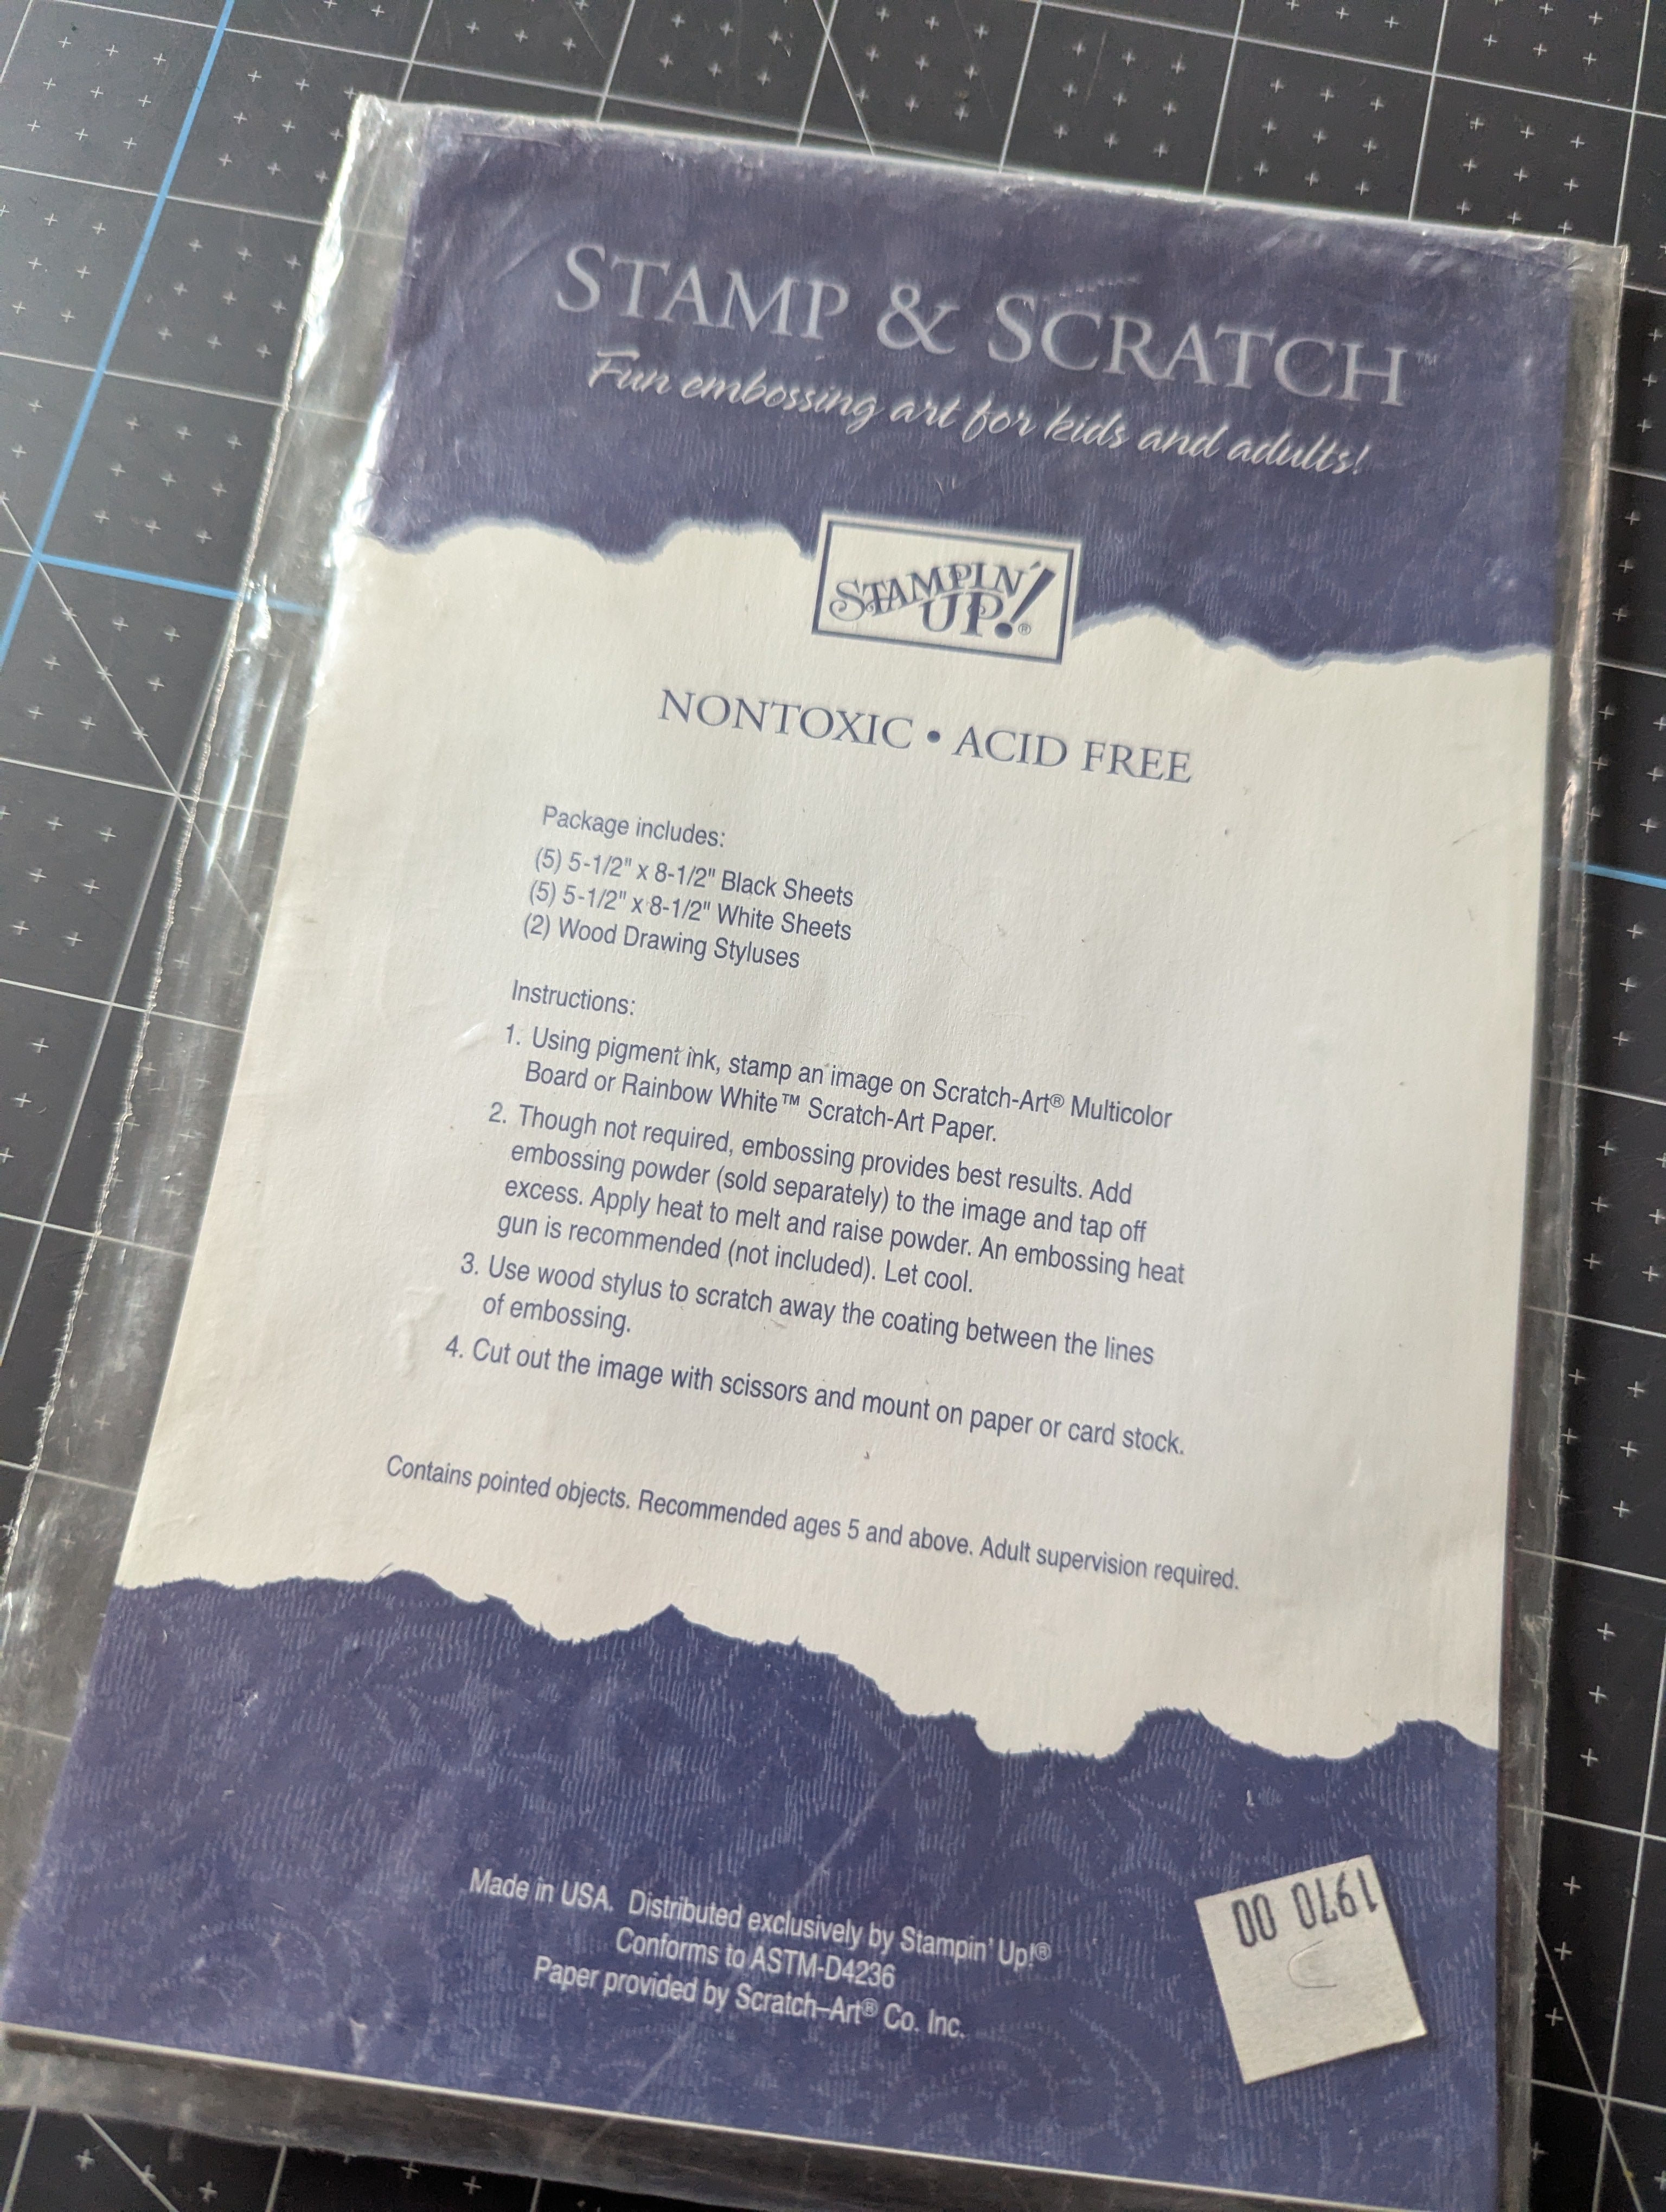 STAMP & SCRATCH™
Fun embossing art for kids and adults!
STAMPIN'
UP!®
NONTOXIC • ACID FREE
Package includes:
(5) 5-1/2" x 8-1/2" Black Sheets
(5) 5-1/2" x 8-1/2" White Sheets
(2) Wood Drawing Styluses
Instructions:
1. Using pigment ink, stamp an image on Scratch-Art® Multicolor
Board or Rainbow White™ Scratch-Art Paper.
2. Though not required, embossing provides best results. Add
embossing powder (sold separately) to the image and tap off
excess. Apply heat to melt and raise powder. An embossing heat
gun is recommended (not included). Let cool.
3. Use wood stylus to scratch away the coating between the lines
of embossing.
4. Cut out the image with scissors and mount on paper or card stock.
Contains pointed objects. Recommended ages 5 and above. Adult supervision required.
Made in USA. Distributed exclusively by Stampin' Up!®
Conforms to ASTM-D4236
Paper provided by Scratch–Art® Co. Inc.
1970 00